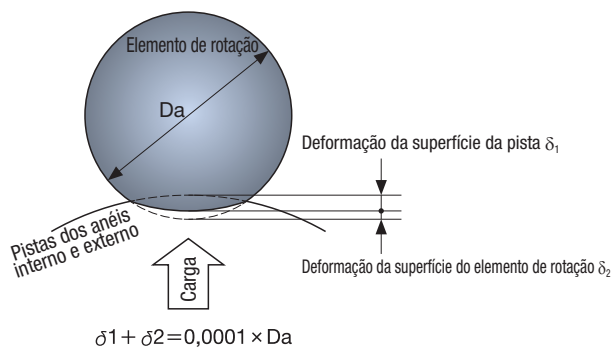 Elemento de rotação
Da
Deformação da superfície da pista δ₁
Pistas dos anéis
interno e externo
Deformação da superfície do elemento de rotação δ₂
Carga
δ1+δ2=0,0001×Da